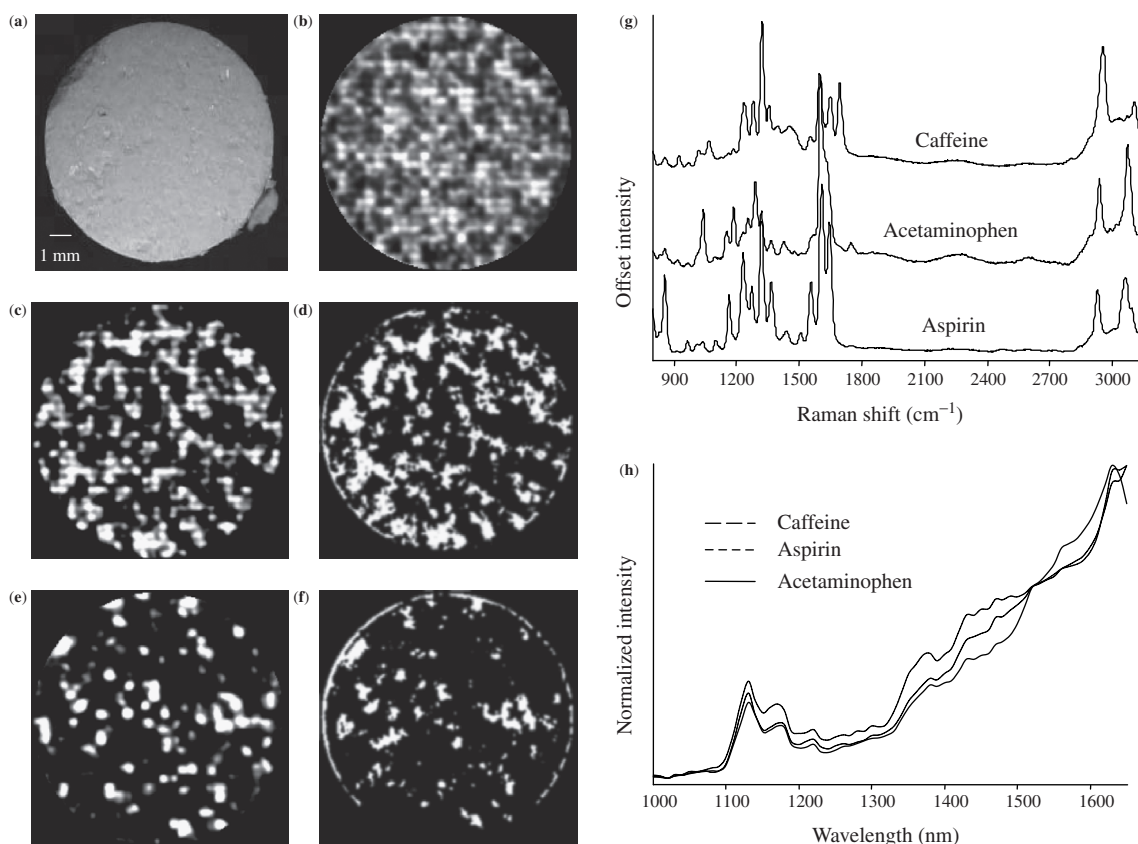 (a)
1 mm
(b)
(c)
(d)
(e)
(f)
(g)
Offset intensity
Caffeine
Acetaminophen
Aspirin
900 1200 1500 1800 2100 2400 2700 3000
Raman shift (cm⁻¹)
(h)
Normalized intensity
Caffeine
Aspirin
Acetaminophen
1000 1100 1200 1300 1400 1500 1600
Wavelength (nm)